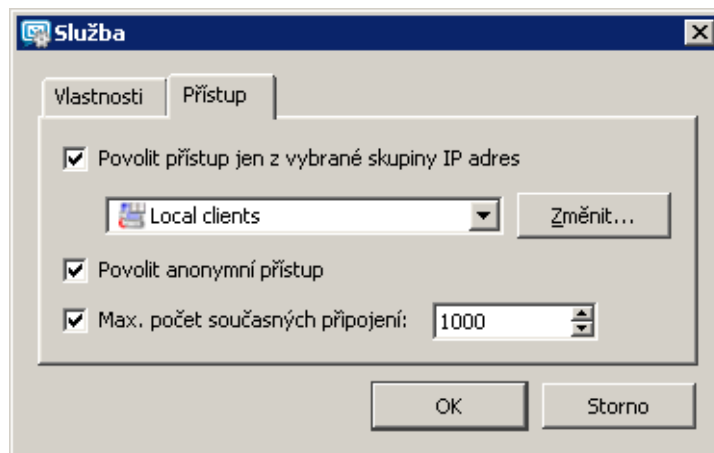 Služba
Vlastnosti Přístup
Povolit přístup jen z vybrané skupiny IP adres
Local clients Změnit...
Povolit anonymní přístup
Max. počet současných připojení: 1000
OK Storno